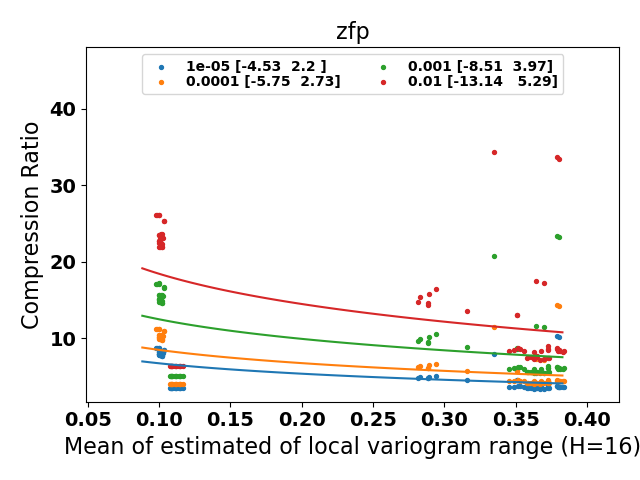 zfp
1e-05 [-4.53  2.2 ]
0.0001 [-5.75  2.73]
0.001 [-8.51  3.97]
0.01 [-13.14   5.29]
Compression Ratio
40
30
20
10
0.05 0.10 0.15 0.20 0.25 0.30 0.35 0.40
Mean of estimated of local variogram range (H=16)